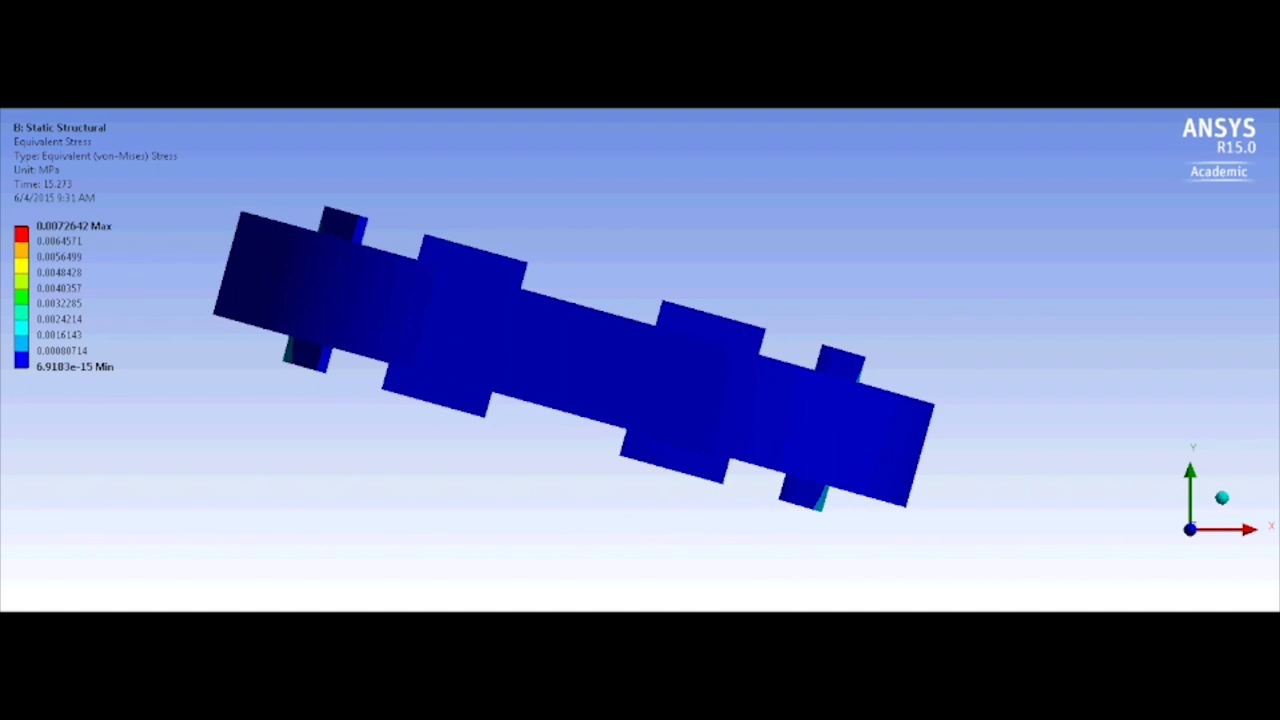 B: Static Structural
Equivalent Stress
Type: Equivalent (von-Mises) Stress
Unit: MPa
Time: 15.273
6/4/2015 9:31 AM
0.0072642 Max
0.0064571
0.0056499
0.0048428
0.0040357
0.0032285
0.0024214
0.0016143
0.00080714
6.9183e-15 Min
ANSYS
R15.0
Academic
Y
X